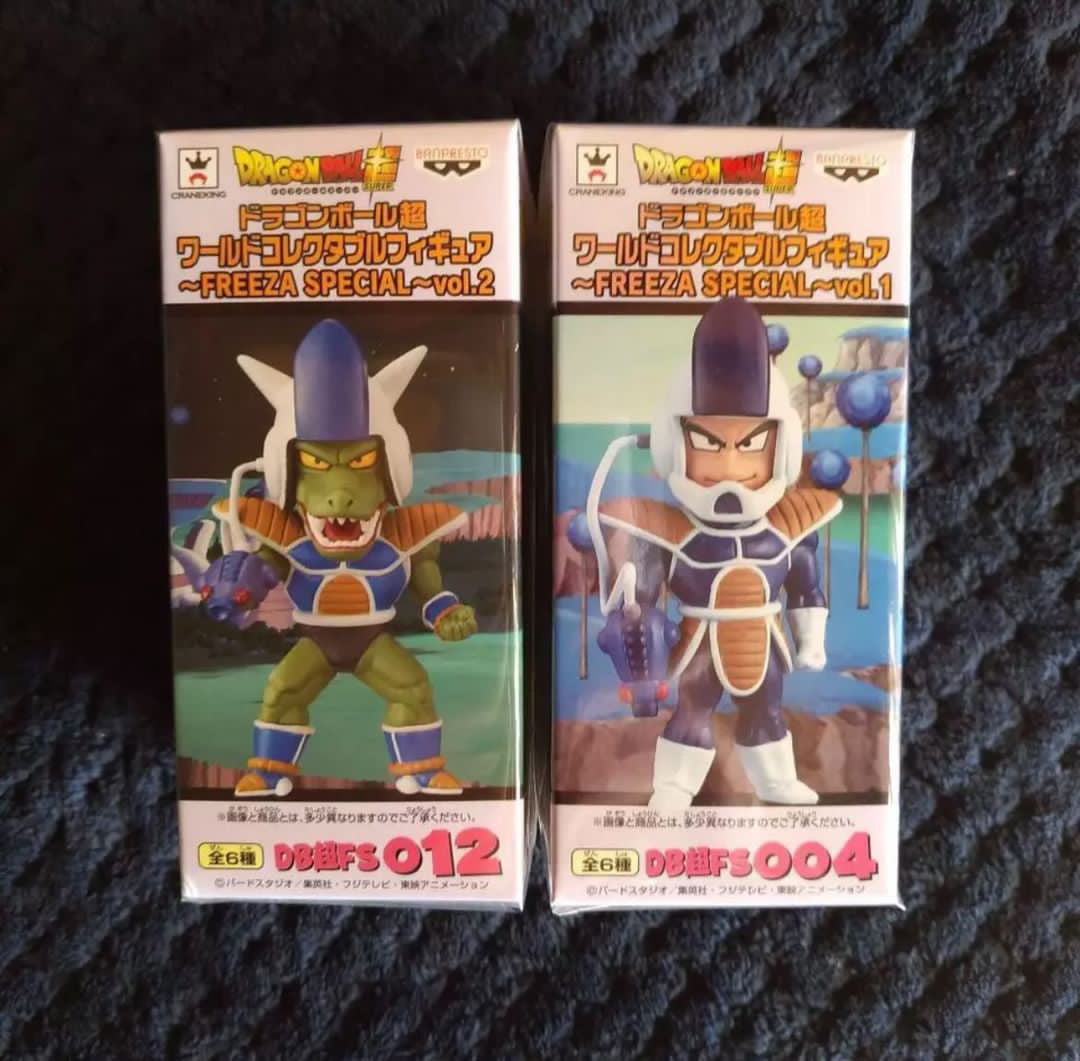 CRANEKING
DRAGON BALL超
SUPER
BANPRESTO
ドラゴンボール超
ワールドコレクタブルフィギュア
～FREEZA SPECIAL～vol.2
※画像と商品とは、多少異なりますのでご了承ください。
全6種
DB超FS012
©バードスタジオ／集英社・フジテレビ・東映アニメーション
CRANEKING
DRAGON BALL超
SUPER
BANPRESTO
ドラゴンボール超
ワールドコレクタブルフィギュア
～FREEZA SPECIAL～vol.1
※画像と商品とは、多少異なりますのでご了承ください。
全6種
DB超FS004
©バードスタジオ／集英社・フジテレビ・東映アニメーション